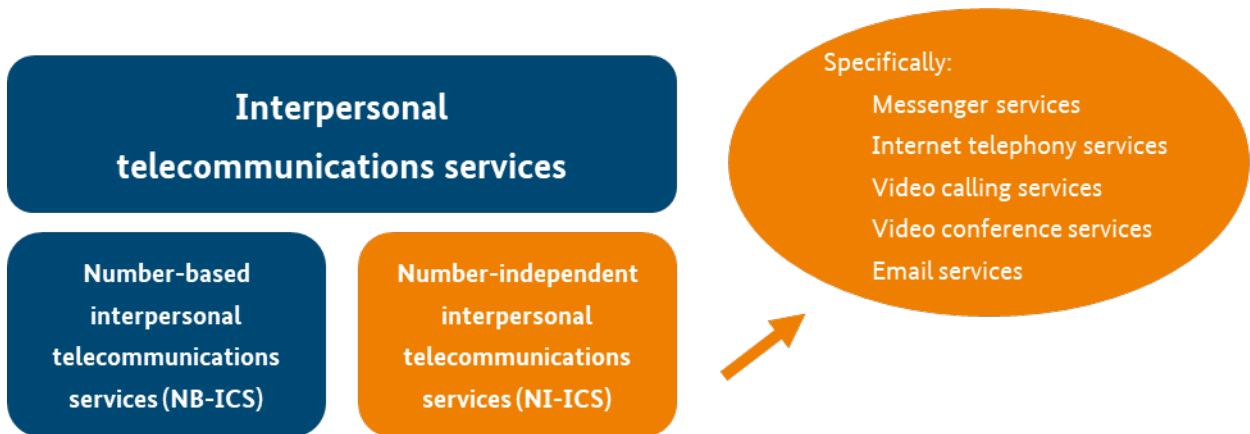 Interpersonal
telecommunications services
Number-based
interpersonal
telecommunications
services (NB-ICS)
Number-independent
interpersonal
telecommunications
services (NI-ICS)
Specifically:
Messenger services
Internet telephony services
Video calling services
Video conference services
Email services